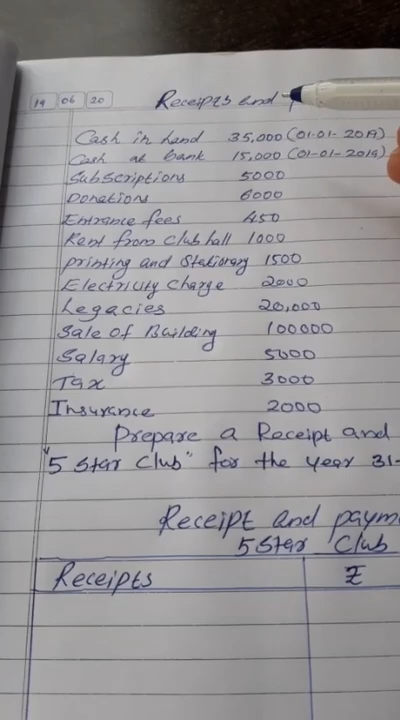 19 06 20
Receipts and
Cash in hand 35,000 (01-01-2019)
Cash at bank 15,000 (01-01-2019)
Subscriptions 5000
Donations 6000
Entrance fees 450
Rent from Club hall 1000
printing and Stationary 1500
Electricity Charge 2000
Legacies 20,000
Sale of Building 100000
Salary 5000
Tax 3000
Insurance 2000
Prepare a Receipt and
"5 Star Club" for the year 31-
Receipt and paym
5 Star Club
Receipts ₹